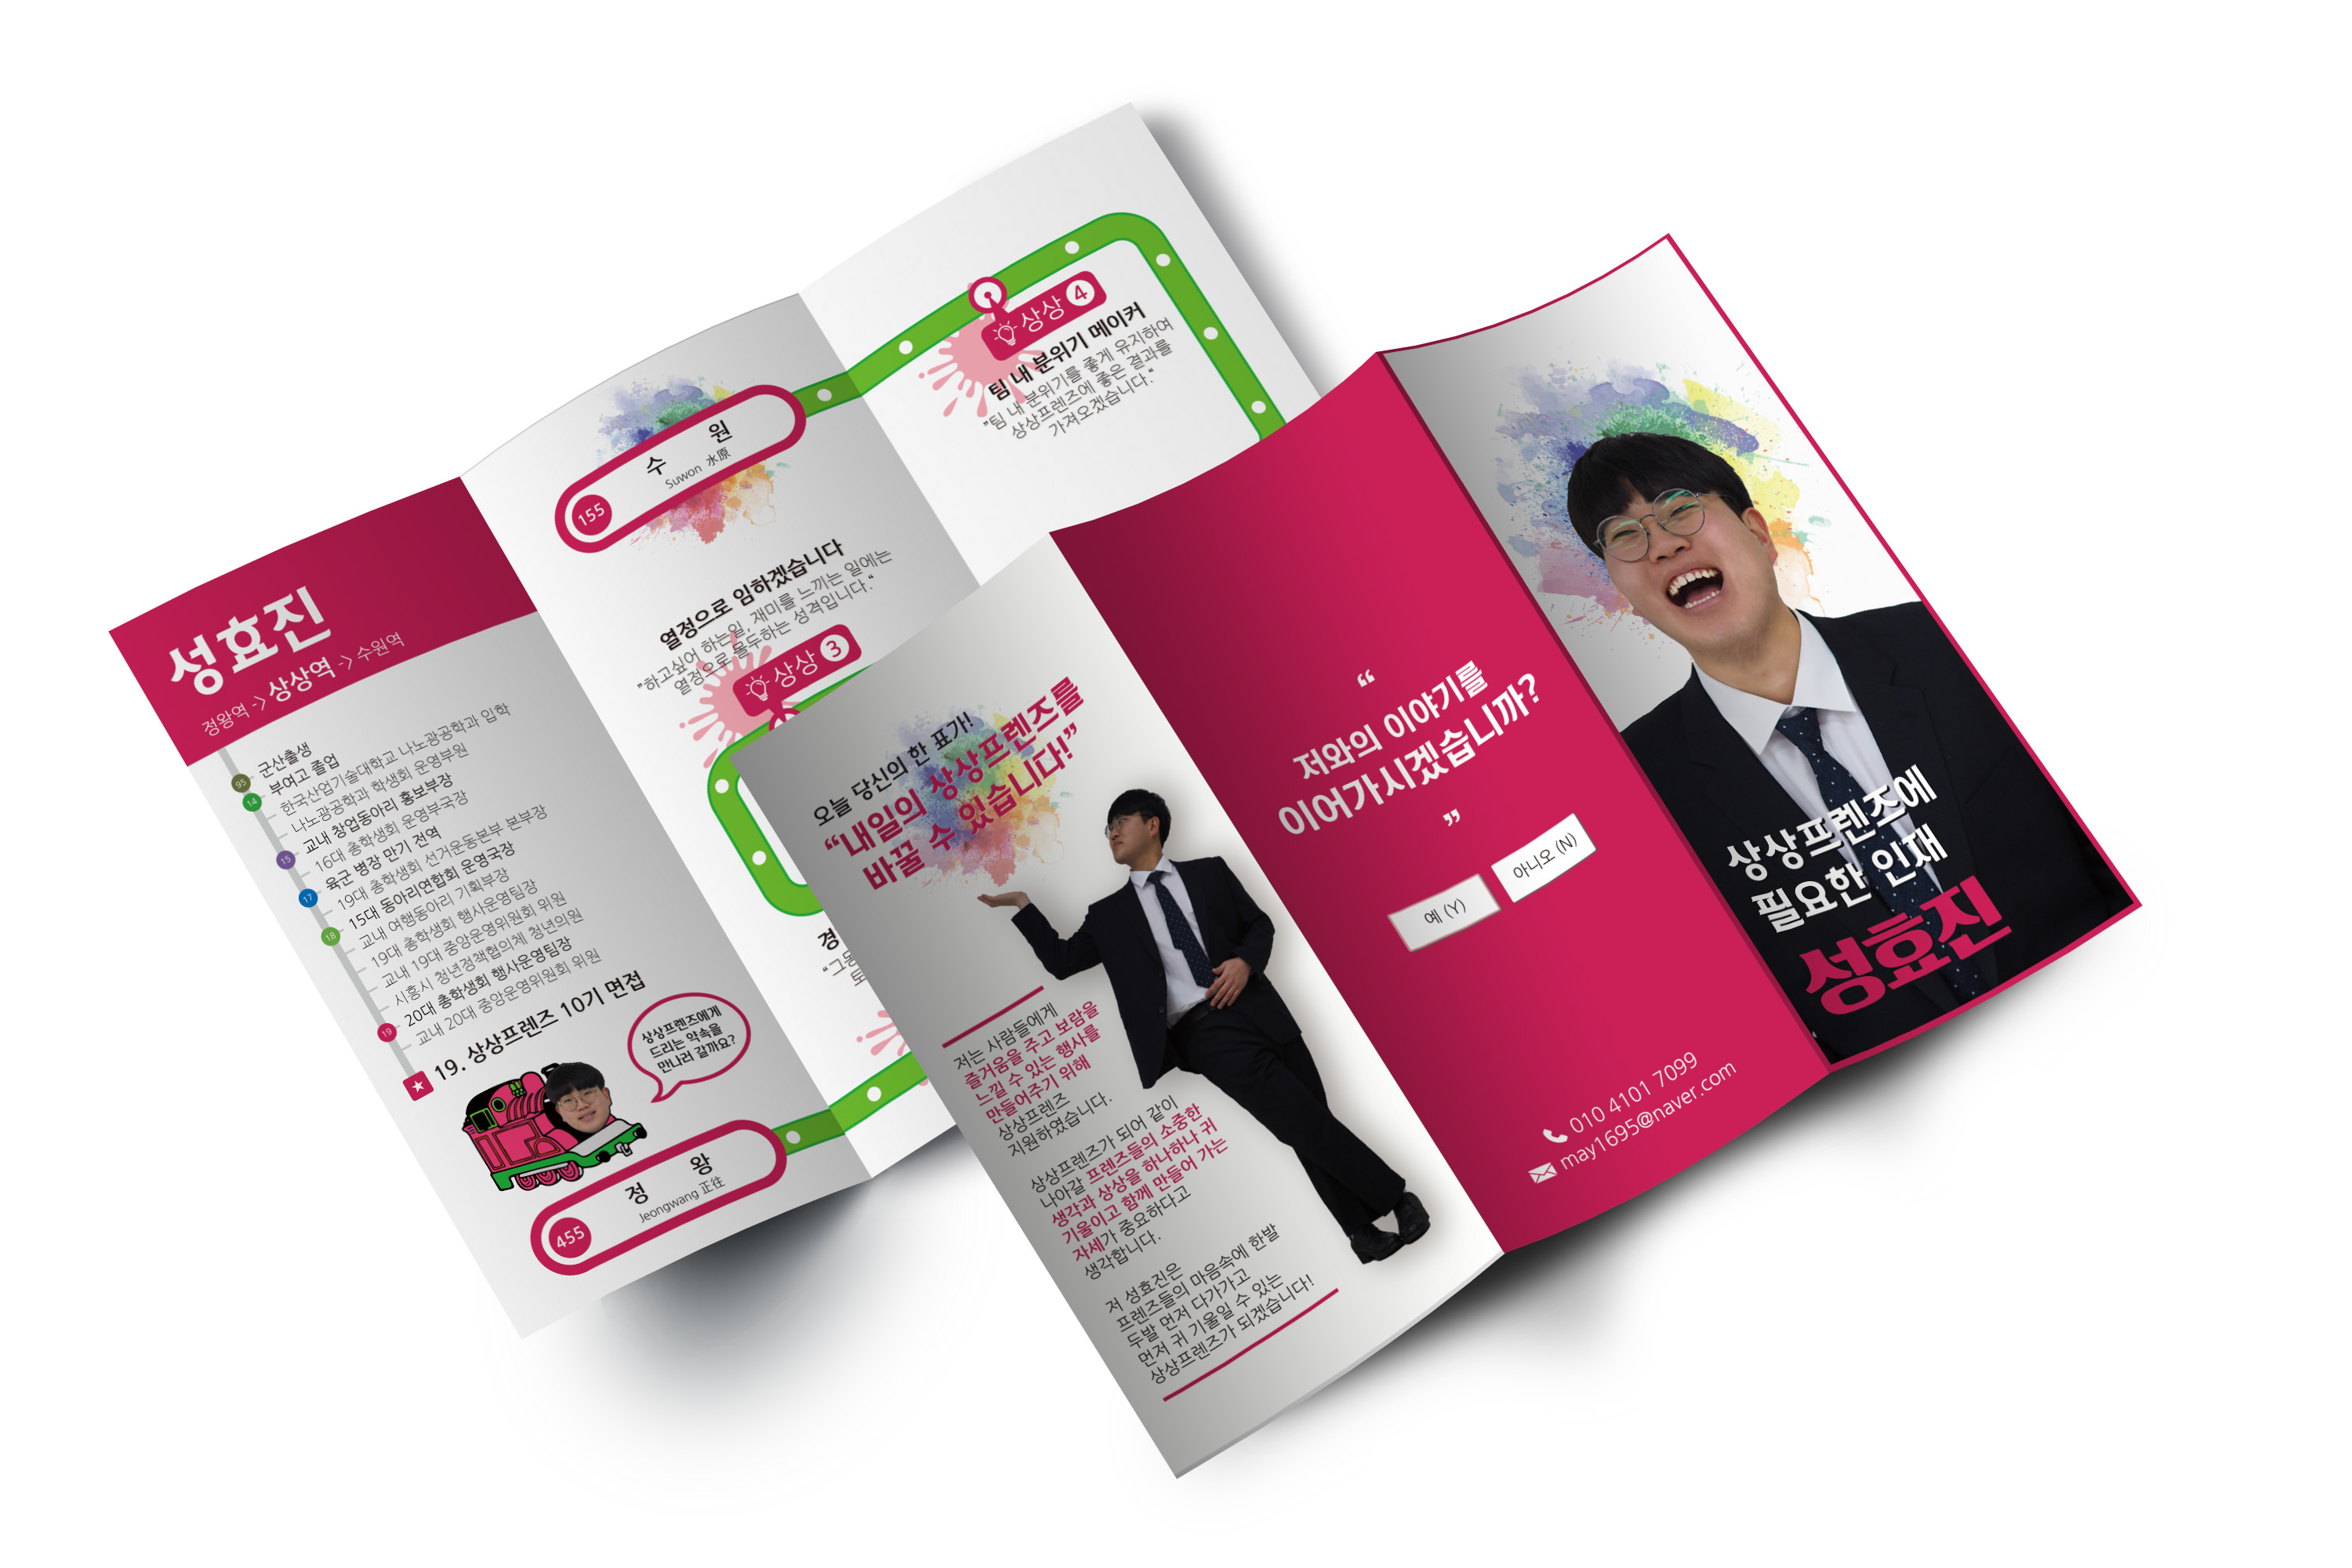 성효진
정왕역 -> 상상역 -> 수원역
95
군산출생
14
부여고 졸업
한국산업기술대학교 나노광공학과 입학
나노광공학과 학생회 운영부원
15
교내 창업동아리 홍보부장
16대 총학생회 운영부국장
17
육군 병장 만기 전역
19대 총학생회 선거운동본부 본부장
18
15대 동아리연합회 운영국장
교내 여행동아리 기획부장
19대 총학생회 행사운영팀장
교내 19대 중앙운영위원회 위원
시흥시 청년정책협의체 청년의원
19
20대 총학생회 행사운영팀장
교내 20대 중앙운영위원회 위원
19. 상상프렌즈 10기 면접
상상프렌즈에게
드리는 약속을
만나러 갈까요?
455
정 왕
Jeongwang 正往
155
수 원
Suwon 水原
열정으로 임하겠습니다
"하고싶어 하는일, 재미를 느끼는 일에는
열정으로 몰두하는 성격입니다."
상상 3
경
"그동
상상 4
팀 내 분위기 메이커
"팀 내 분위기를 좋게 유지하여
상상프렌즈에 좋은 결과를
가져오겠습니다."
오늘 당신의 한 표가!
“내일의 상상프렌즈를
바꿀 수 있습니다!”
저는 사람들에게
즐거움을 주고 보람을
느낄 수 있는 행사를
만들어주기 위해
상상프렌즈
지원하였습니다.
상상프렌즈가 되어 같이
나아갈 프렌즈들의 소중한
생각과 상상을 하나하나 귀
기울이고 함께 만들어 가는
자세가 중요하다고
생각합니다.
저 성효진은
프렌즈들의 마음속에 한발
두발 먼저 다가가고
먼저 귀 기울일 수 있는
상상프렌즈가 되겠습니다!
“
저와의 이야기를
이어가시겠습니까?
”
예 (Y)
아니오 (N)
010 4101 7099
may1695@naver.com
상상프렌즈에
필요한 인재
성효진